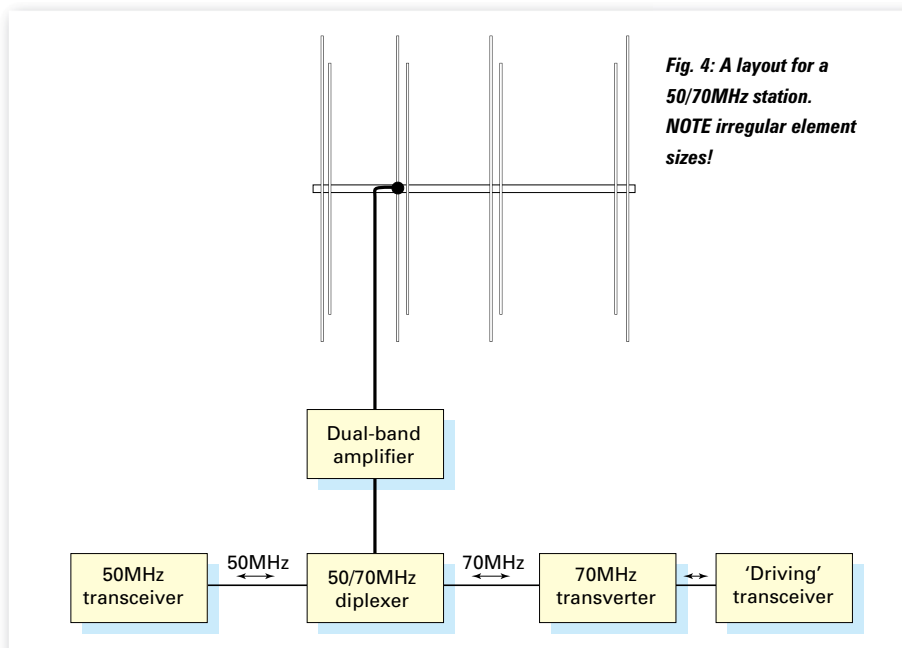 Fig. 4: A layout for a
50/70MHz station.
NOTE irregular element
sizes!
Dual-band
amplifier
50MHz
transceiver
50MHz
50/70MHz
diplexer
70MHz
70MHz
transverter
'Driving'
transceiver